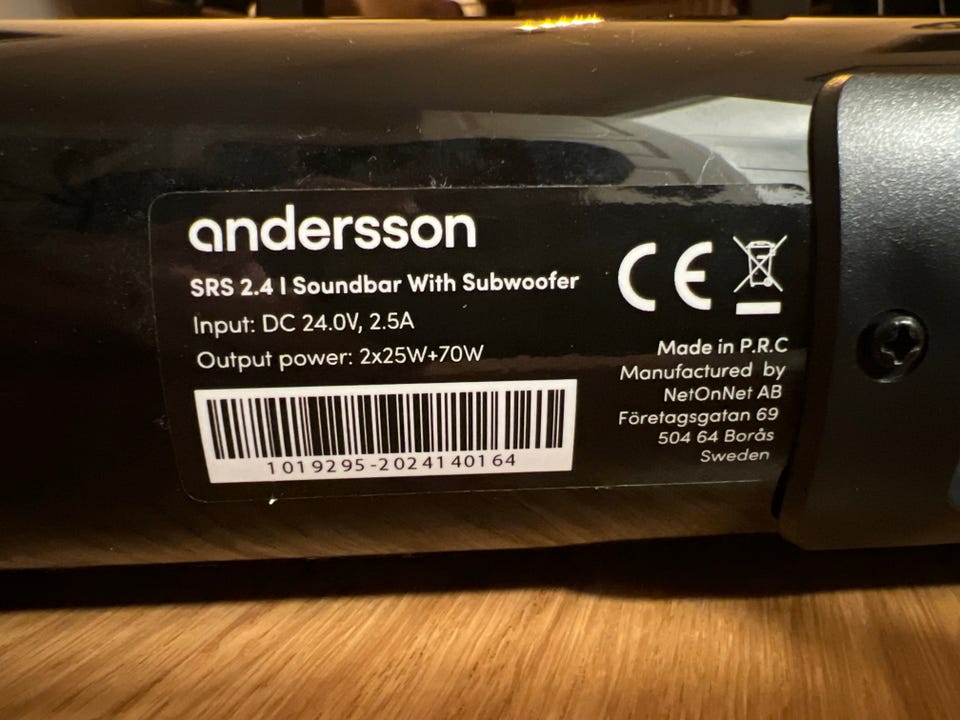 andersson
SRS 2.4 | Soundbar With Subwoofer
Input: DC 24.0V, 2.5A
Output power: 2x25W+70W
1019295-2024140164
CE
Made in P.R.C
Manufactured by
NetOnNet AB
Företagsgatan 69
504 64 Borås
Sweden